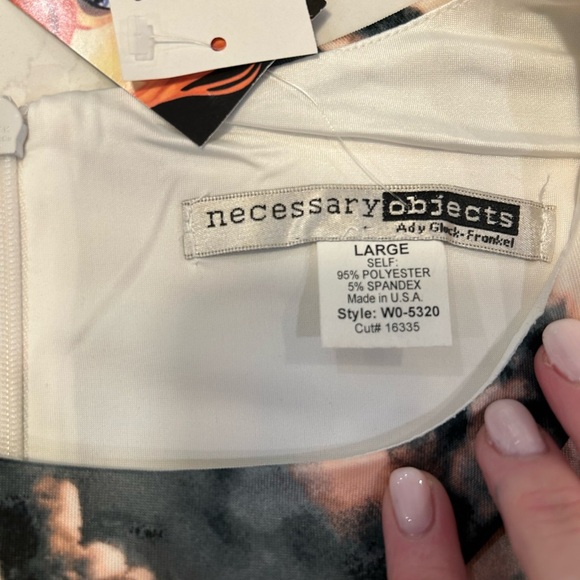 necessary objects
Ady Gluck-Frankel
LARGE
SELF:
95% POLYESTER
5% SPANDEX
Made in U.S.A.
Style: W0-5320
Cut# 16335